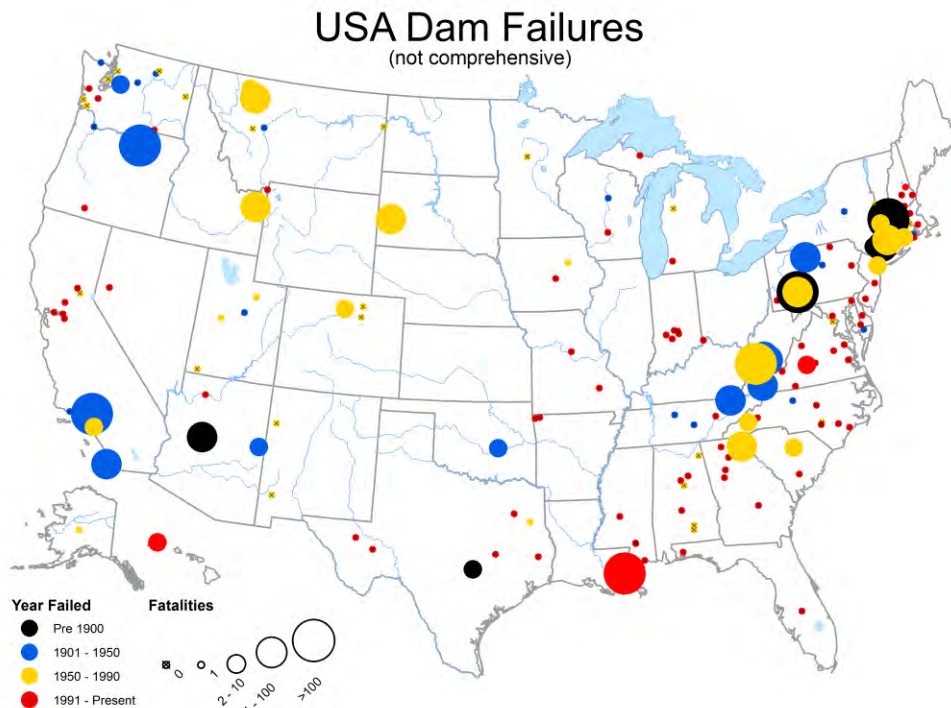 USA Dam Failures
(not comprehensive)
Year Failed
Pre 1900
1901 - 1950
1950 - 1990
1991 - Present
Fatalities
0
1
2 - 10
- 100
>100